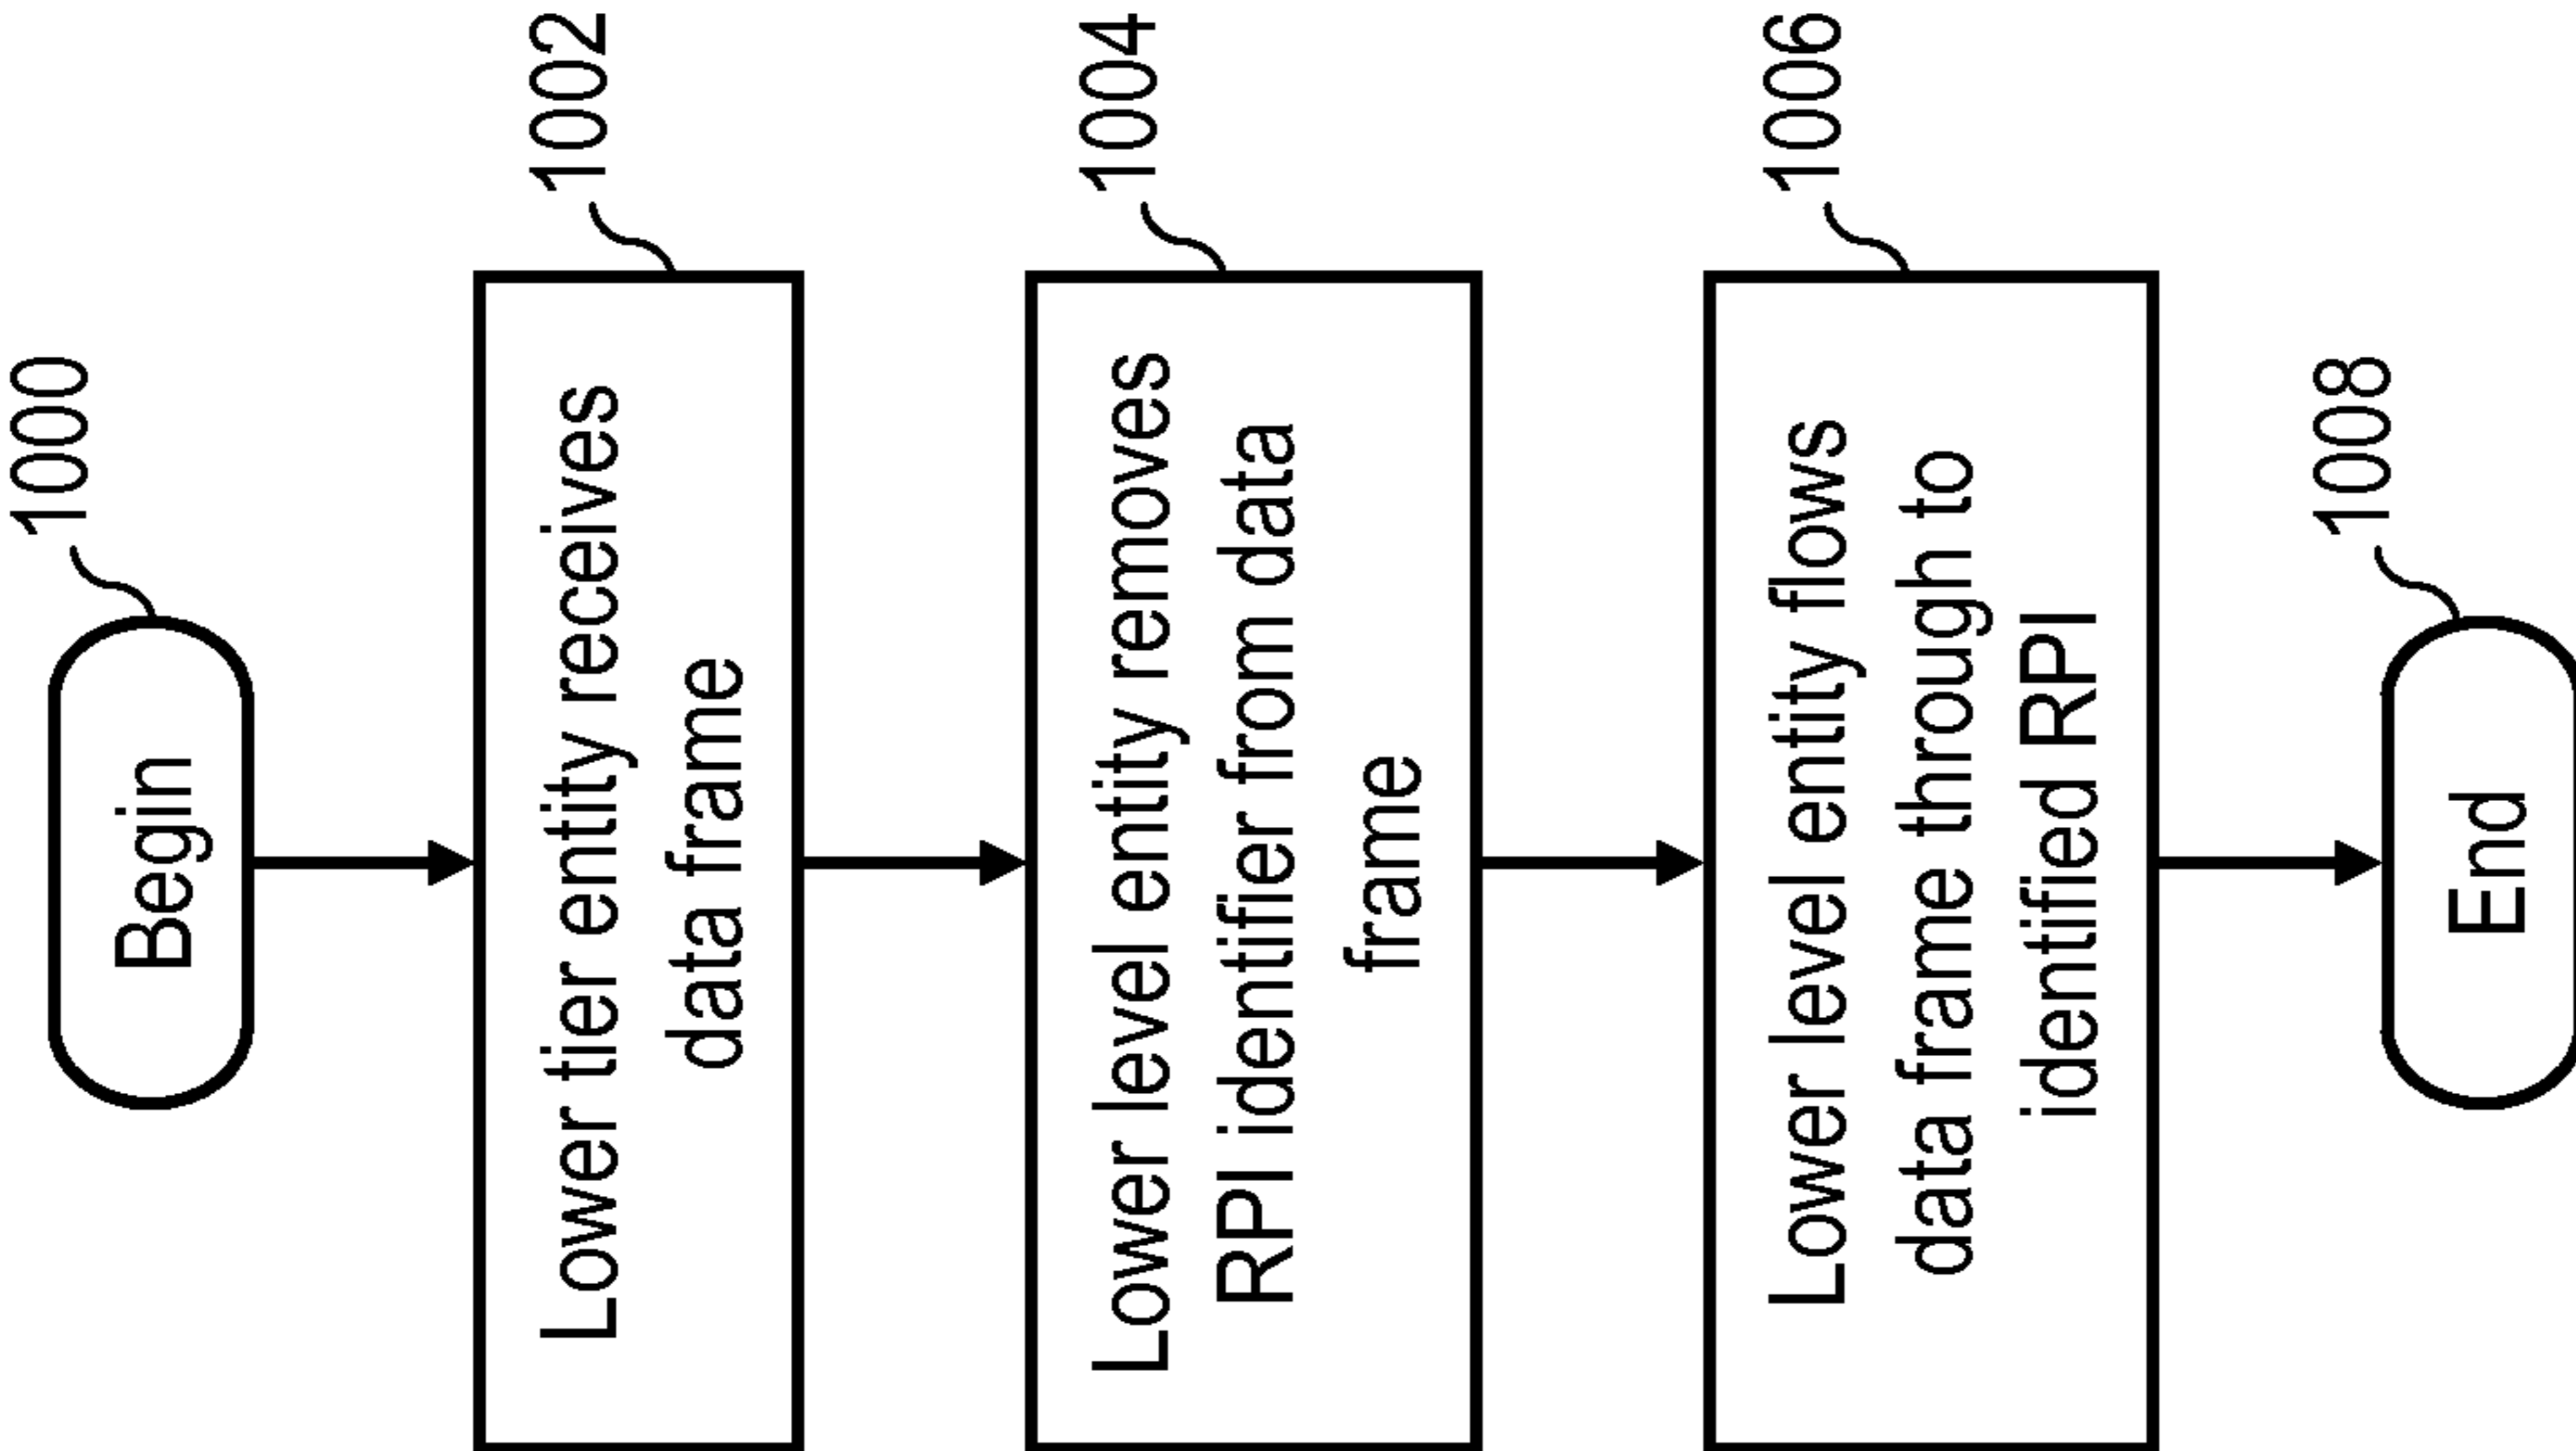 Begin
1000
Lower tier entity receives
data frame
1002
Lower level entity removes
RPI identifier from data
frame
1004
Lower level entity flows
data frame through to
identified RPI
1006
End
1008